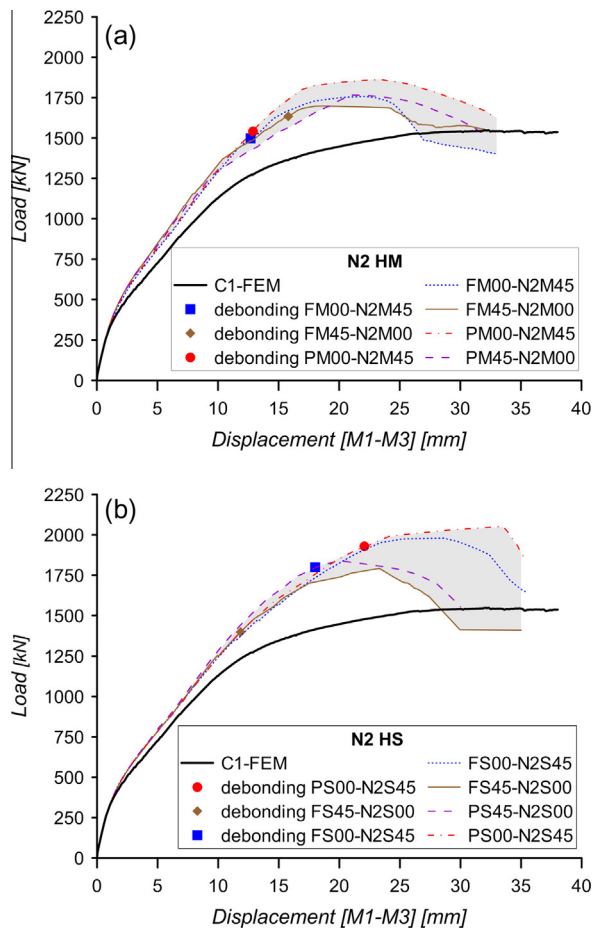 (a)
2250
2000
1750
1500
1250
1000
750
500
250
0
Load [kN]
N2 HM
C1-FEM
debonding FM00-N2M45
debonding FM45-N2M00
debonding PM00-N2M45
FM00-N2M45
FM45-N2M00
PM00-N2M45
PM45-N2M00
0 5 10 15 20 25 30 35 40
Displacement [M1-M3] [mm]
(b)
2250
2000
1750
1500
1250
1000
750
500
250
0
Load [kN]
N2 HS
C1-FEM
debonding PS00-N2S45
debonding FS45-N2S00
debonding FS00-N2S45
FS00-N2S45
FS45-N2S00
PS45-N2S00
PS00-N2S45
0 5 10 15 20 25 30 35 40
Displacement [M1-M3] [mm]